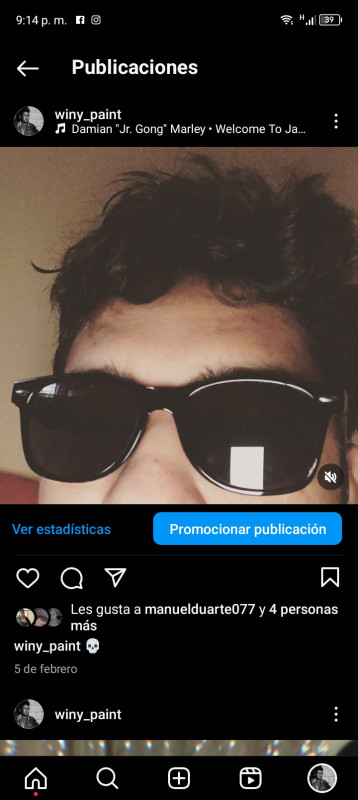 9:14 p. m.
H
39
Publicaciones
winy_paint
Damian "Jr. Gong" Marley • Welcome To Ja...
Ver estadísticas
Promocionar publicación
Les gusta a manuelduarte077 y 4 personas
más
winy_paint 💀
5 de febrero
winy_paint